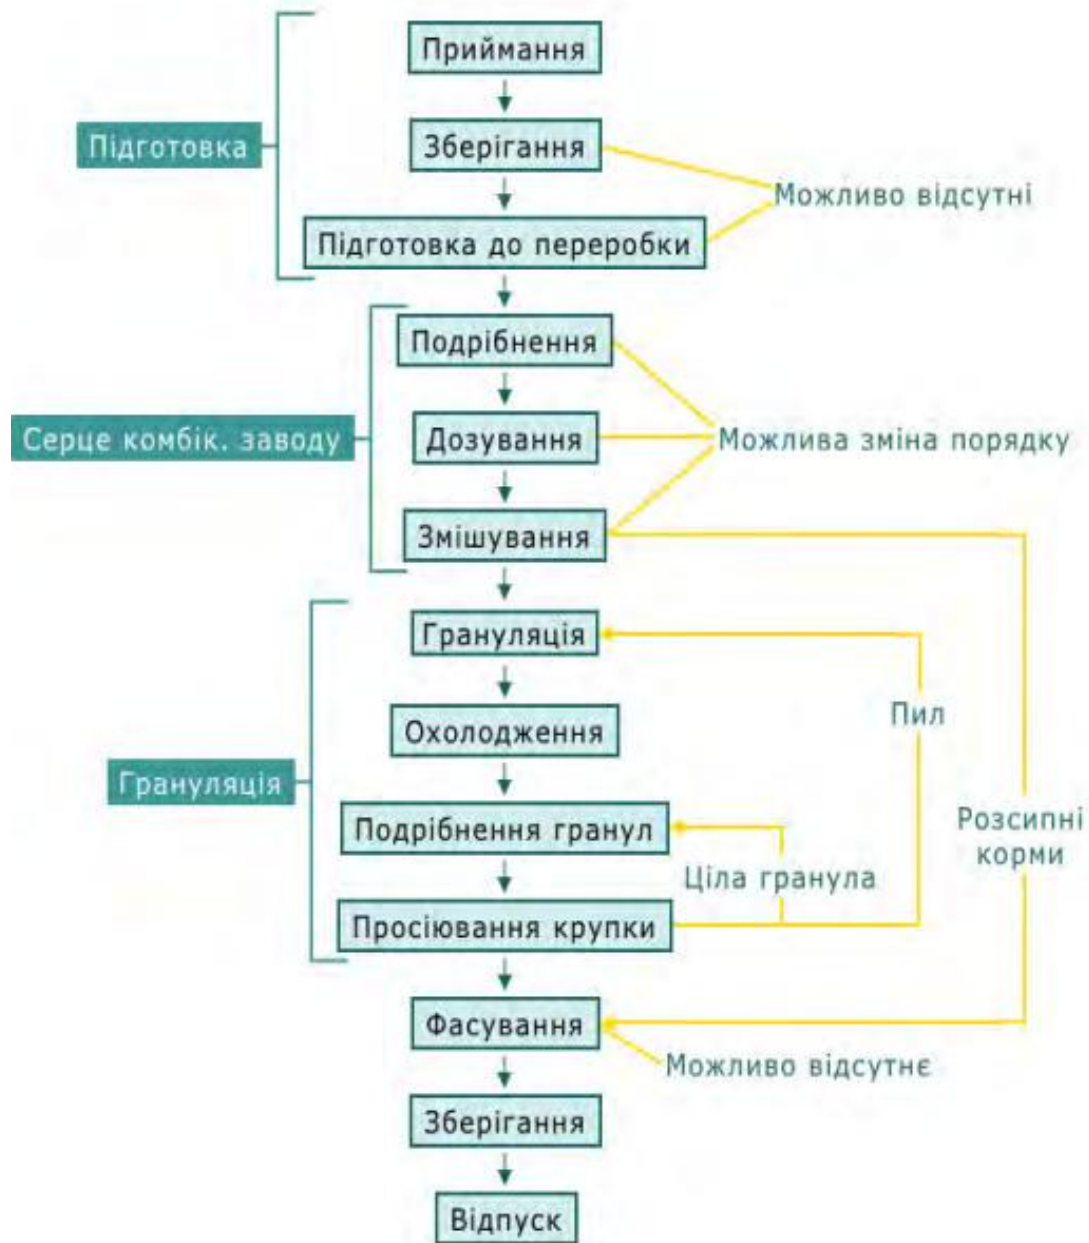 Приймання
Зберігання
Підготовка
Можливо відсутні
Підготовка до переробки
Подрібнення
Серце комбік. заводу
Дозування
Можлива зміна порядку
Змішування
Грануляція
Пил
Охолодження
Грануляція
Подрібнення гранул
Розсипні
корми
Ціла гранула
Просіювання крупки
Фасування
Можливо відсутнє
Зберігання
Відпуск